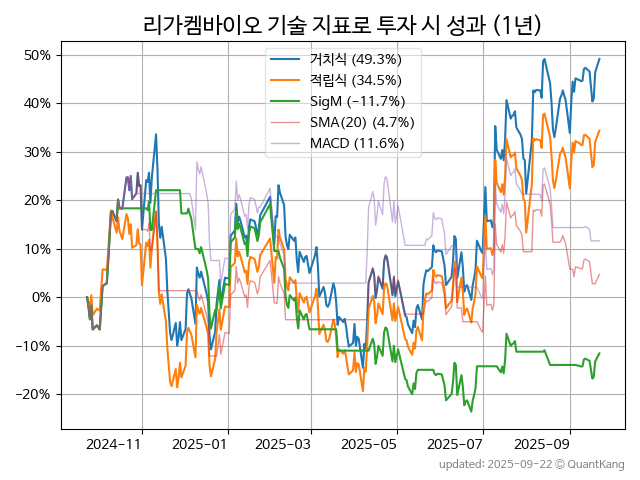 리가켐바이오 기술 지표로 투자 시 성과 (1년)
거치식 (49.3%)
적립식 (34.5%)
SigM (−11.7%)
SMA(20) (4.7%)
MACD (11.6%)
50%
40%
30%
20%
10%
0%
−10%
−20%
2024-11
2025-01
2025-03
2025-05
2025-07
2025-09
updated: 2025-09-22 © QuantKang